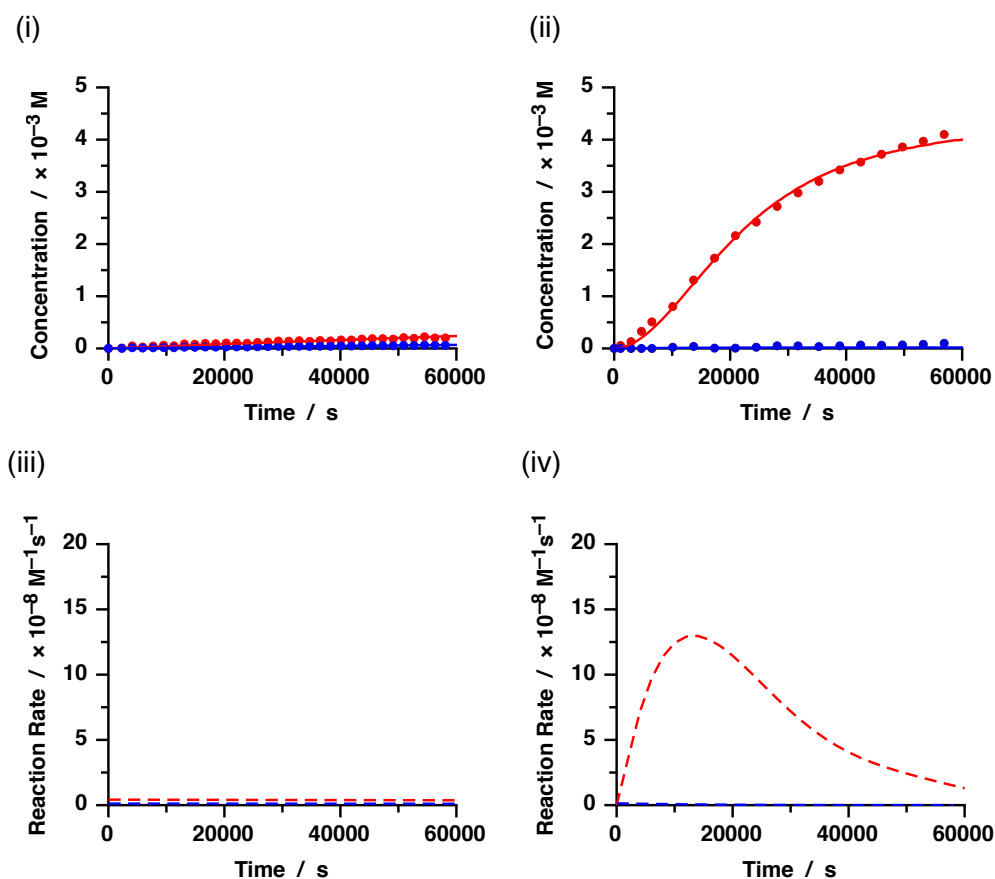 (i)
5
4
3
2
1
0
Concentration / × 10⁻³ M
0 20000 40000 60000
Time / s
(ii)
5
4
3
2
1
0
Concentration / × 10⁻³ M
0 20000 40000 60000
Time / s
(iii)
20
15
10
5
0
Reaction Rate / × 10⁻⁸ M⁻¹s⁻¹
0 20000 40000 60000
Time / s
(iv)
20
15
10
5
0
Reaction Rate / × 10⁻⁸ M⁻¹s⁻¹
0 20000 40000 60000
Time / s